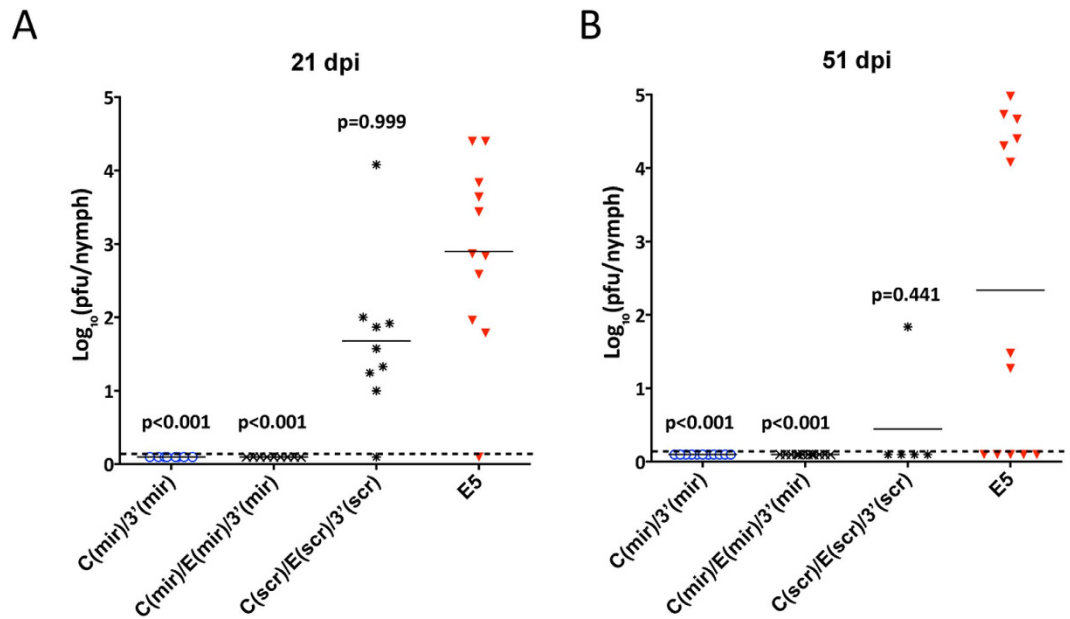 A
21 dpi
Log₁₀(pfu/nymph)
5
4
3
2
1
0
p<0.001
p<0.001
p=0.999
C(mir)/3'(mir)
C(mir)/E(mir)/3'(mir)
C(scr)/E(scr)/3'(scr)
E5
B
51 dpi
Log₁₀(pfu/nymph)
5
4
3
2
1
0
p<0.001
p<0.001
p=0.441
C(mir)/3'(mir)
C(mir)/E(mir)/3'(mir)
C(scr)/E(scr)/3'(scr)
E5